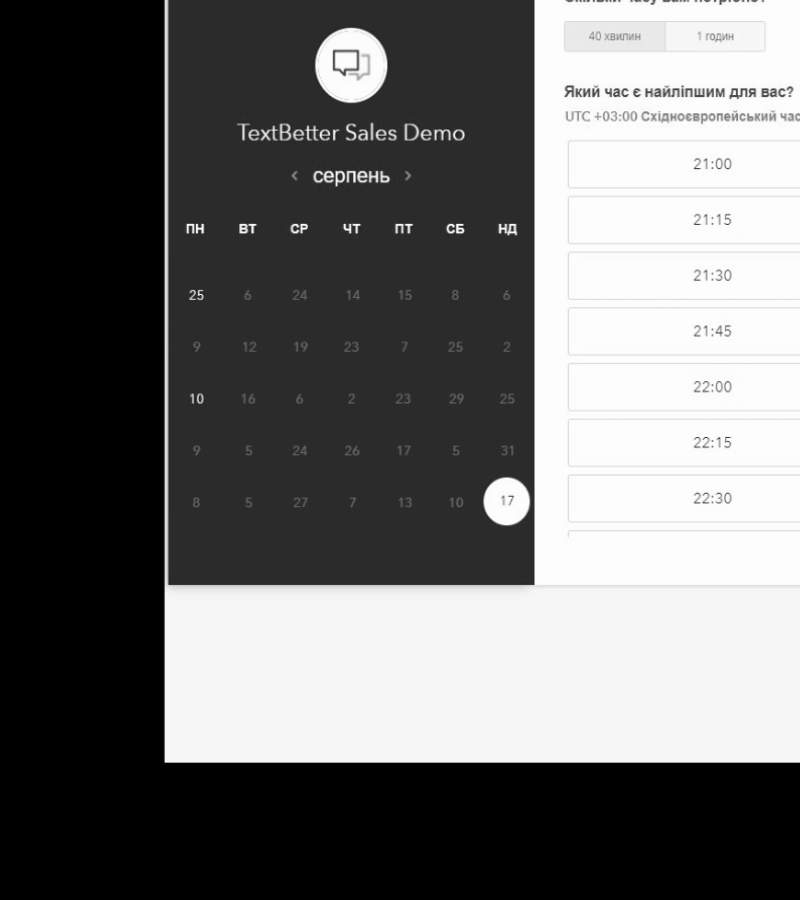 TextBetter Sales Demo
‹ серпень ›
ПН ВТ СР ЧТ ПТ СБ НД
25 6 24 14 15 8 6
9 12 19 23 7 25 2
10 16 6 2 23 29 25
9 5 24 26 17 5 31
8 5 27 7 13 10 17
40 хвилин 1 годин
Який час є найліпшим для вас?
UTC +03:00 Східноєвропейський час
21:00
21:15
21:30
21:45
22:00
22:15
22:30